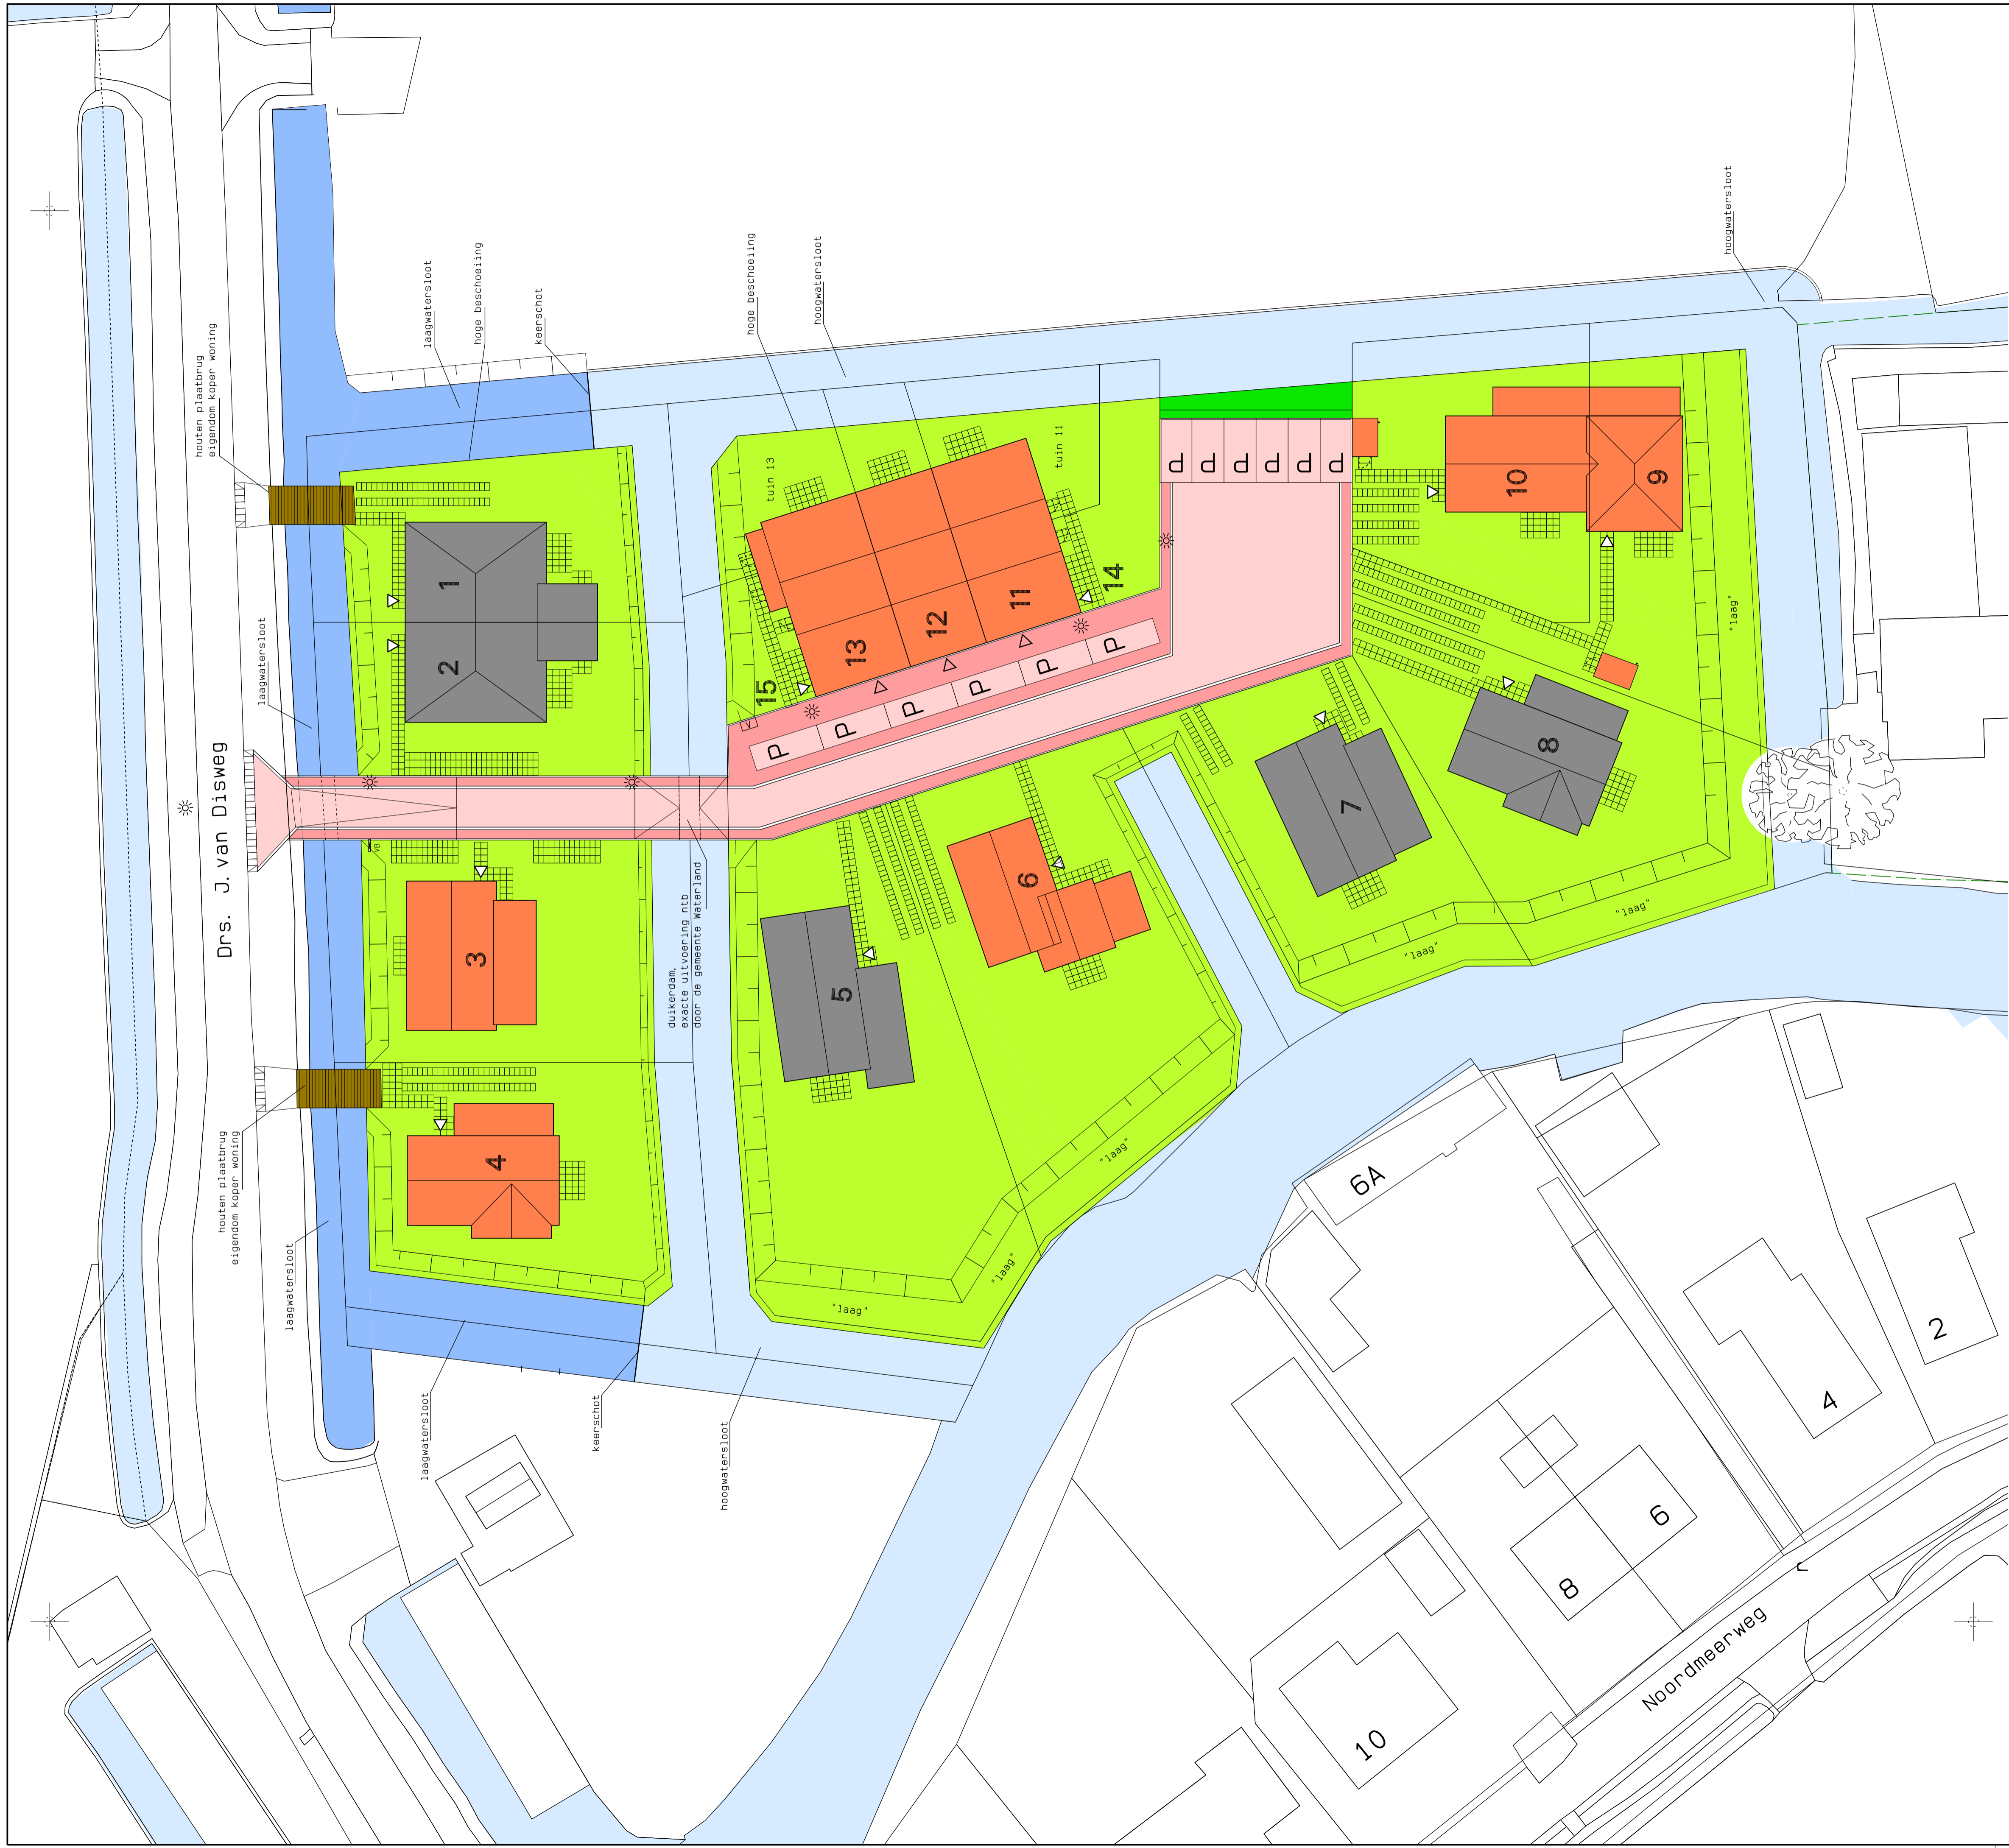 houten plaatbrug
eigendom koper woning
laagwatersloot
hoge beschoeiing
keerschot
hoge beschoeiing
hoogwatersloot
hoogwatersloot
laagwatersloot
Drs. J. van Disweg
1
2
3
4
VB
houten plaatbrug
eigendom koper woning
laagwatersloot
laagwatersloot
keerschot
hoogwatersloot
duikerdam,
exacte uitvoering ntb
door de gemeente Waterland
tuin 13
tuin 11
13
12
11
14
15
V
P
P
P
P
P
P
P
P
P
P
P
P
10
9
8
7
6
5
"laag"
"laag"
"laag"
"laag"
"laag"
"laag"
6A
2
4
6
8
10
Noordmeerweg